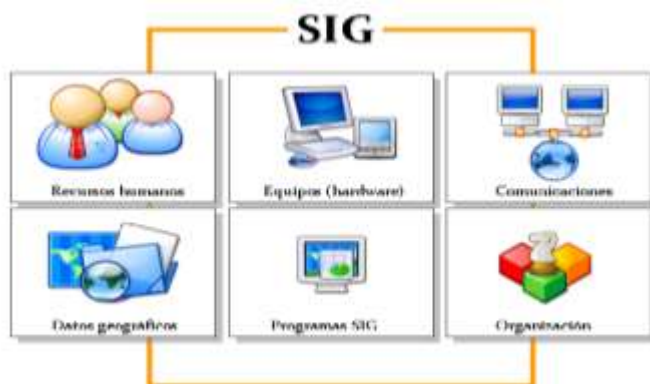 SIG
Recursos humanos
Equipos (hardware)
Comunicaciones
Datos geográficos
Programas SIG
Organización